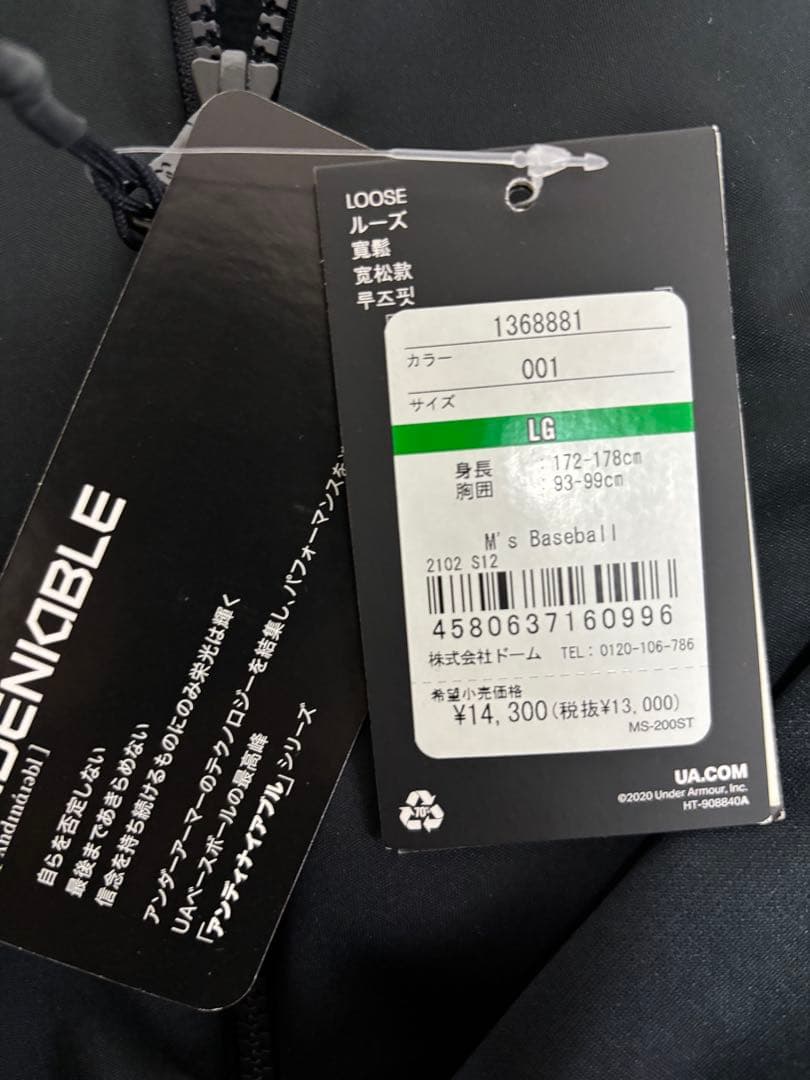 LOOSE
ルーズ
寬鬆
宽松款
루즈핏
1368881
カラー
001
サイズ
LG
身長 : 172-178cm
胸囲 : 93-99cm
M's Baseball
2102 S12
4580637160996
株式会社ドーム TEL: 0120-106-786
希望小売価格
¥14,300(税抜¥13,000)
MS-200ST
UA.COM
©2020 Under Armour, Inc.
HT-908840A
自らを否定しない
最後まであきらめない
信念を持ち続けるものにのみ栄光は輝く
アンダーアーマーのテクノロジーを結集し、パフォーマンスを
UAベースボールの最高峰
「アンディナイアブル」シリーズ